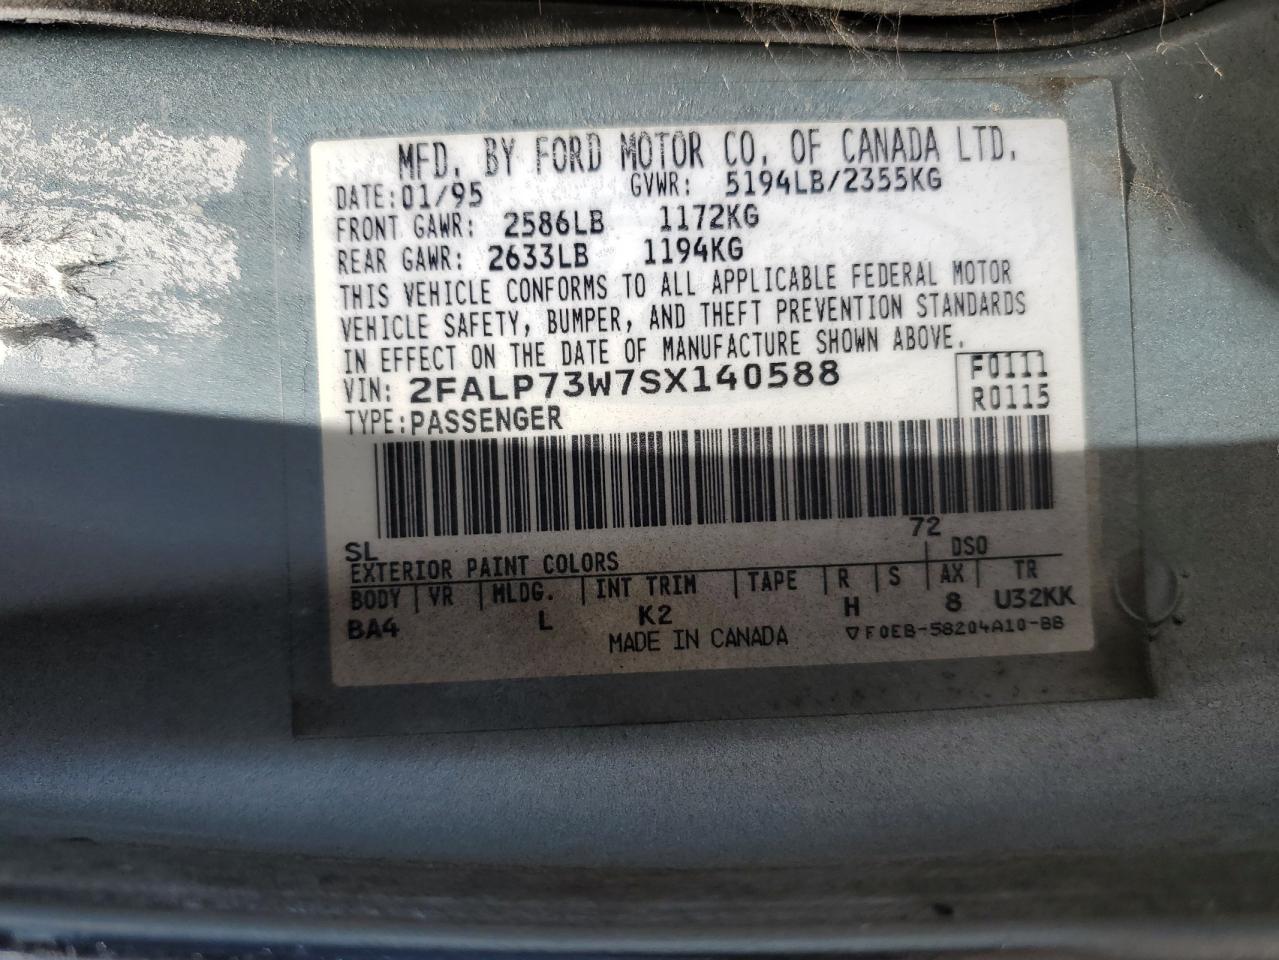 MFD. BY FORD MOTOR CO. OF CANADA LTD.
DATE: 01/95 GVWR: 5194LB/2355KG
FRONT GAWR: 2586LB 1172KG
REAR GAWR: 2633LB 1194KG
THIS VEHICLE CONFORMS TO ALL APPLICABLE FEDERAL MOTOR
VEHICLE SAFETY, BUMPER, AND THEFT PREVENTION STANDARDS
IN EFFECT ON THE DATE OF MANUFACTURE SHOWN ABOVE.
VIN: 2FALP73W7SX140588 F0111
TYPE: PASSENGER R0115
SL 72
EXTERIOR PAINT COLORS DSO
BODY VR MLDG. INT TRIM TAPE R S AX TR
BA4 L K2 H 8 U32KK
MADE IN CANADA ▽F0EB-58204A10-BB